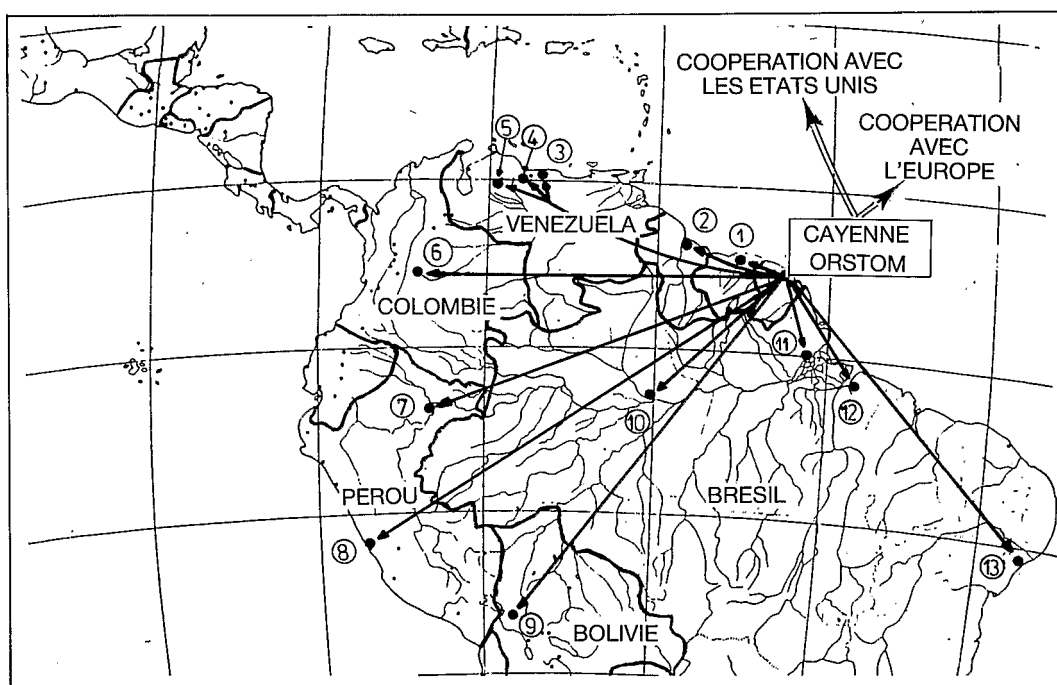 COOPERATION AVEC
LES ETATS UNIS
COOPERATION
AVEC
L'EUROPE
5
4
3
VENEZUELA
2
1
CAYENNE
ORSTOM
6
COLOMBIE
11
7
10
12
PEROU
BRESIL
8
13
9
BOLIVIE